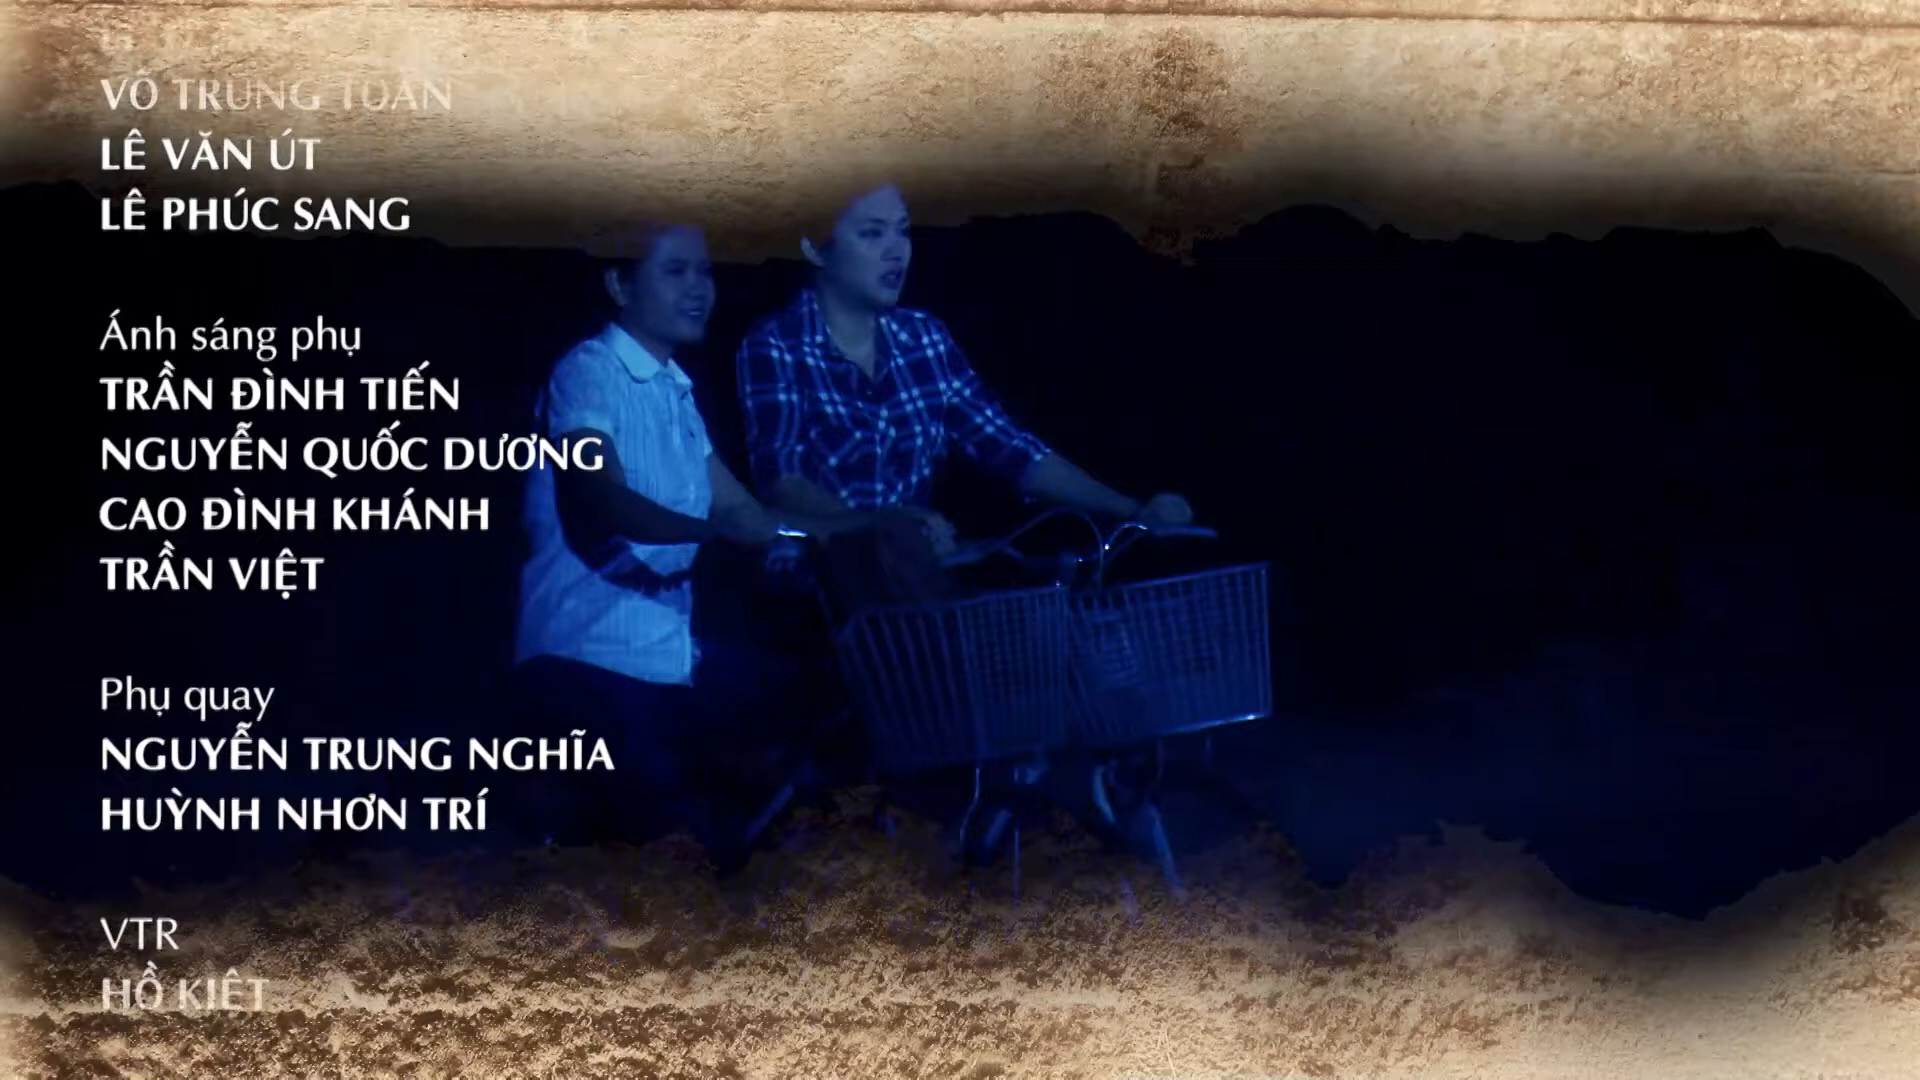 VÕ TRUNG TUẤN
LÊ VĂN ÚT
LÊ PHÚC SANG
Ánh sáng phụ
TRẦN ĐÌNH TIẾN
NGUYỄN QUỐC DƯƠNG
CAO ĐÌNH KHÁNH
TRẦN VIỆT
Phụ quay
NGUYỄN TRUNG NGHĨA
HUỲNH NHƠN TRÍ
VTR
HỒ KIỆT